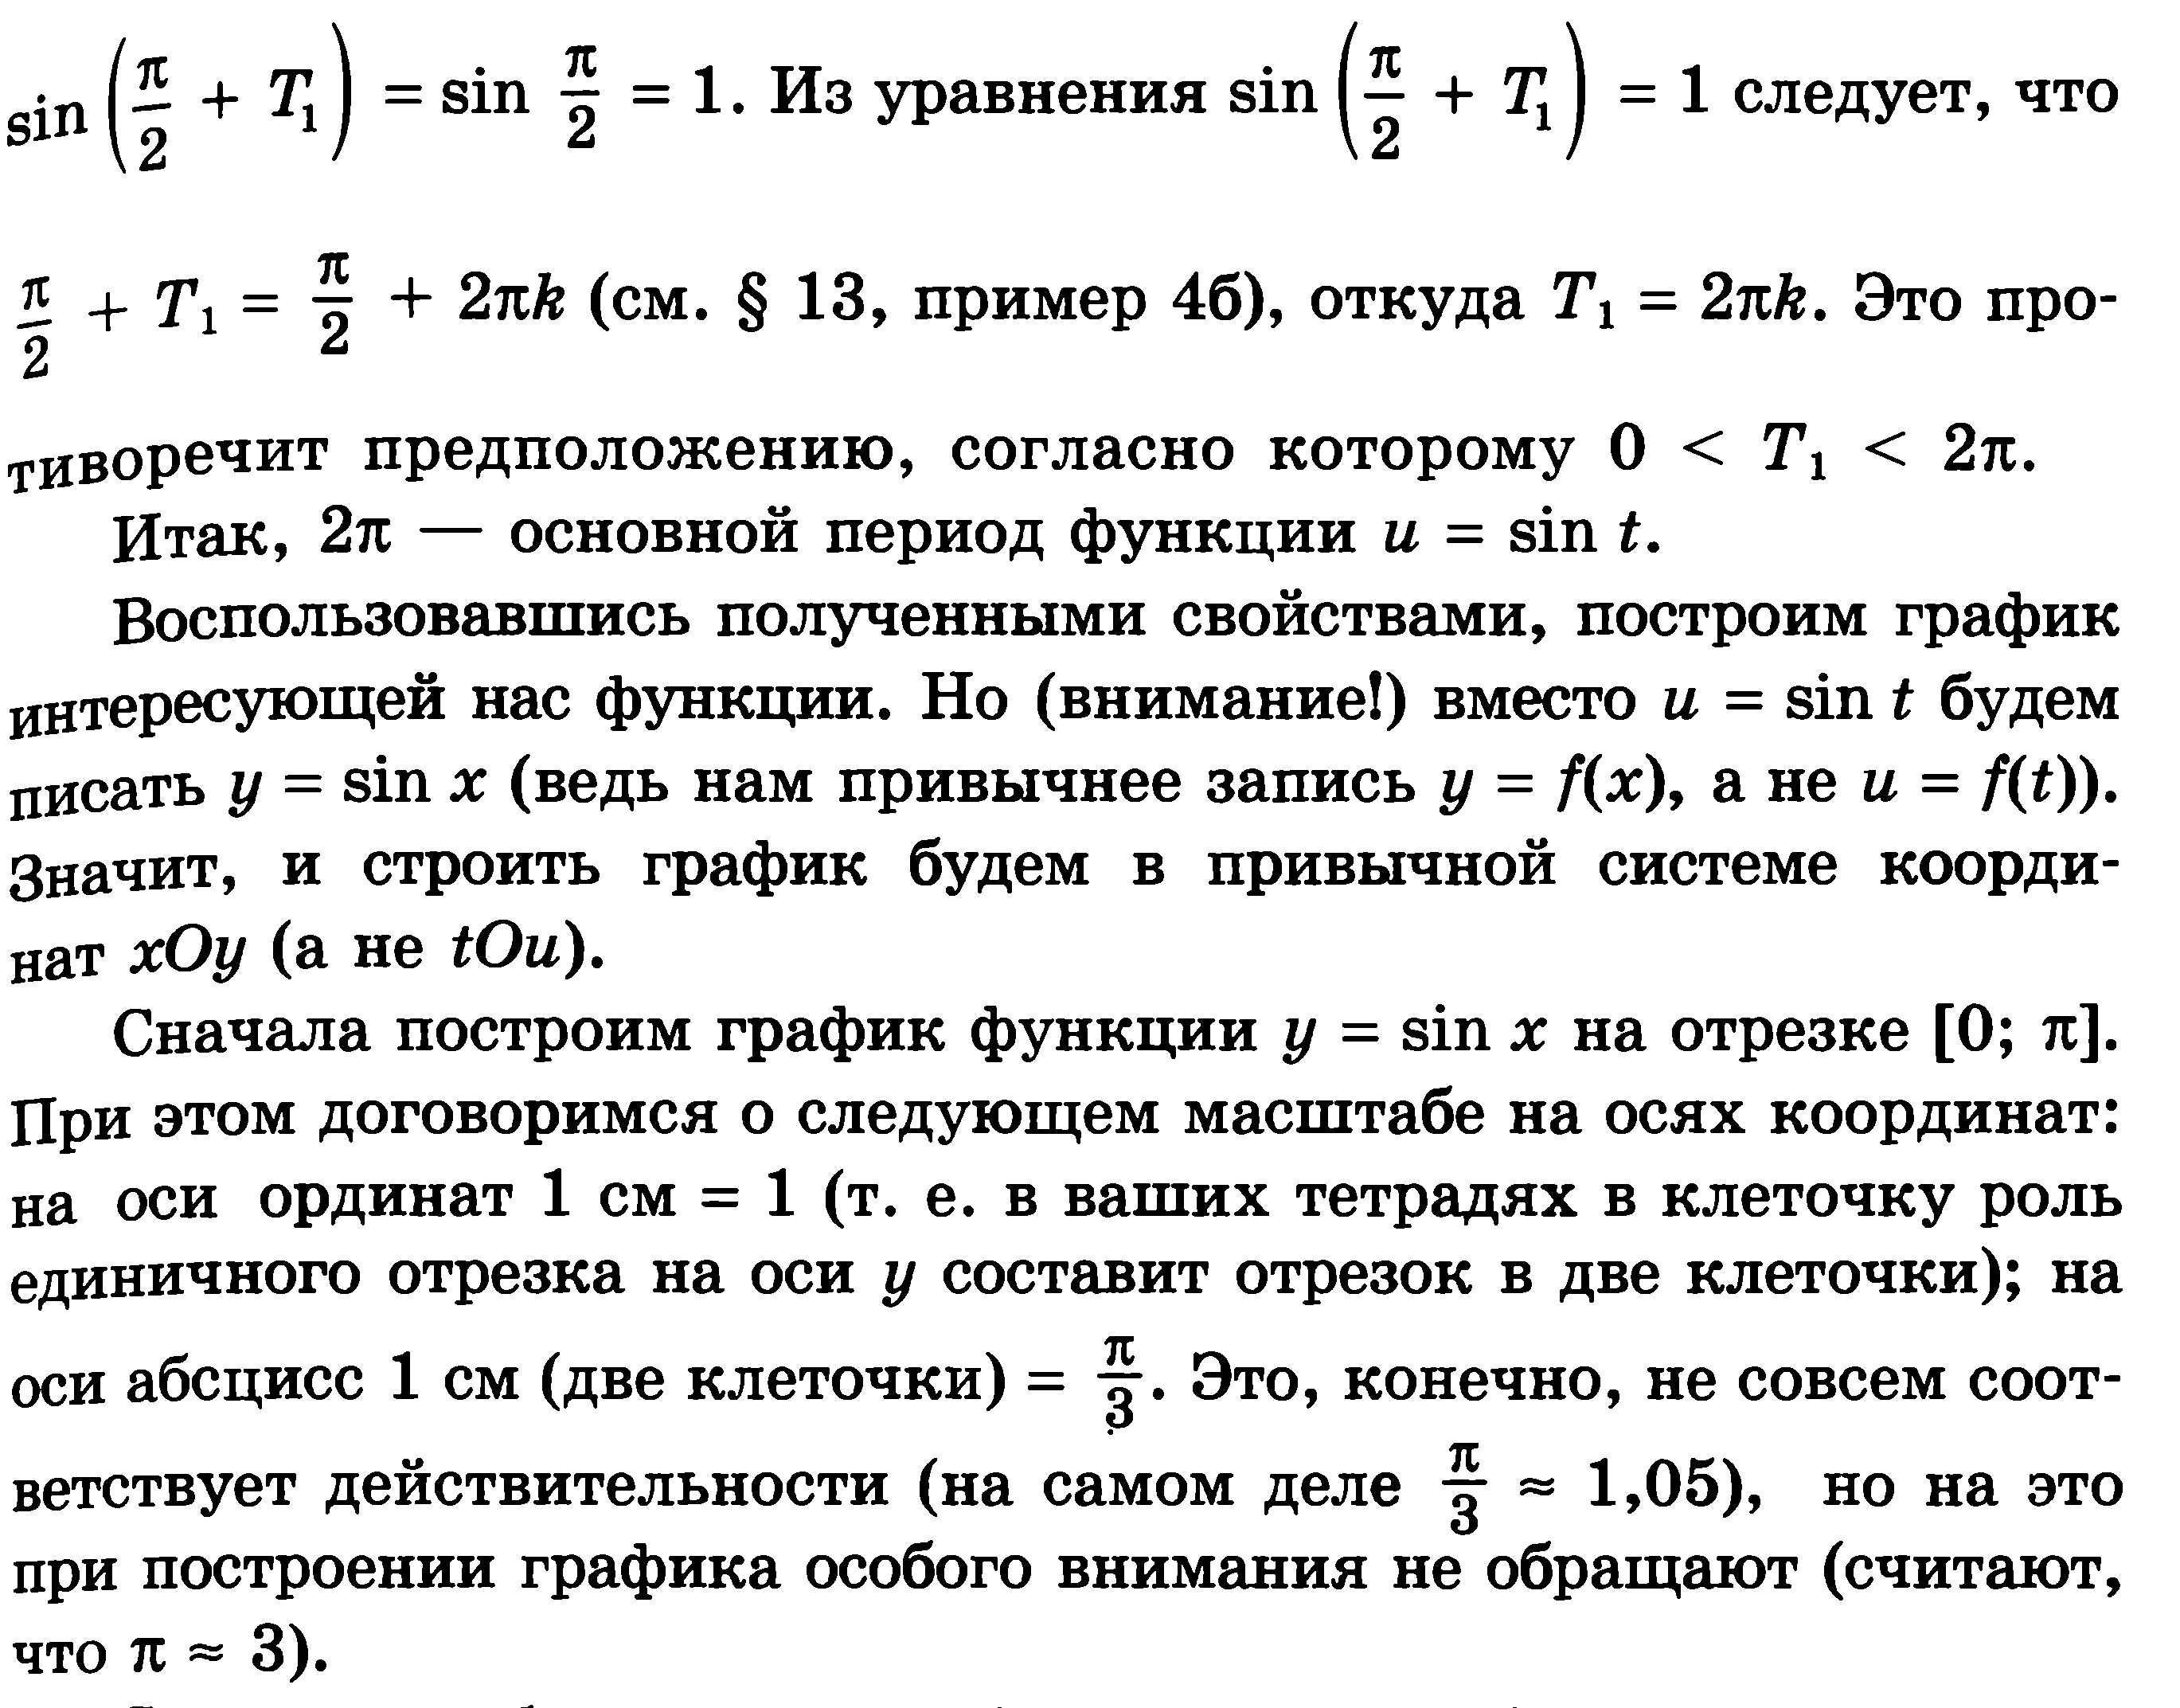 sin (π/2 + T₁) = sin π/2 = 1. Из уравнения sin (π/2 + T₁) = 1 следует, что
π/2 + T₁ = π/2 + 2πk (см. § 13, пример 4б), откуда T₁ = 2πk. Это про-
тиворечит предположению, согласно которому 0 < T₁ < 2π.
Итак, 2π — основной период функции u = sin t.
Воспользовавшись полученными свойствами, построим график
интересующей нас функции. Но (внимание!) вместо u = sin t будем
писать y = sin x (ведь нам привычнее запись y = f(x), а не u = f(t)).
Значит, и строить график будем в привычной системе коорди-
нат xOy (а не tOu).
Сначала построим график функции y = sin x на отрезке [0; π].
При этом договоримся о следующем масштабе на осях координат:
на оси ординат 1 см = 1 (т. е. в ваших тетрадях в клеточку роль
единичного отрезка на оси y составит отрезок в две клеточки); на
оси абсцисс 1 см (две клеточки) = π/3. Это, конечно, не совсем соот-
ветствует действительности (на самом деле π/3 ≈ 1,05), но на это
при построении графика особого внимания не обращают (считают,
что π ≈ 3).